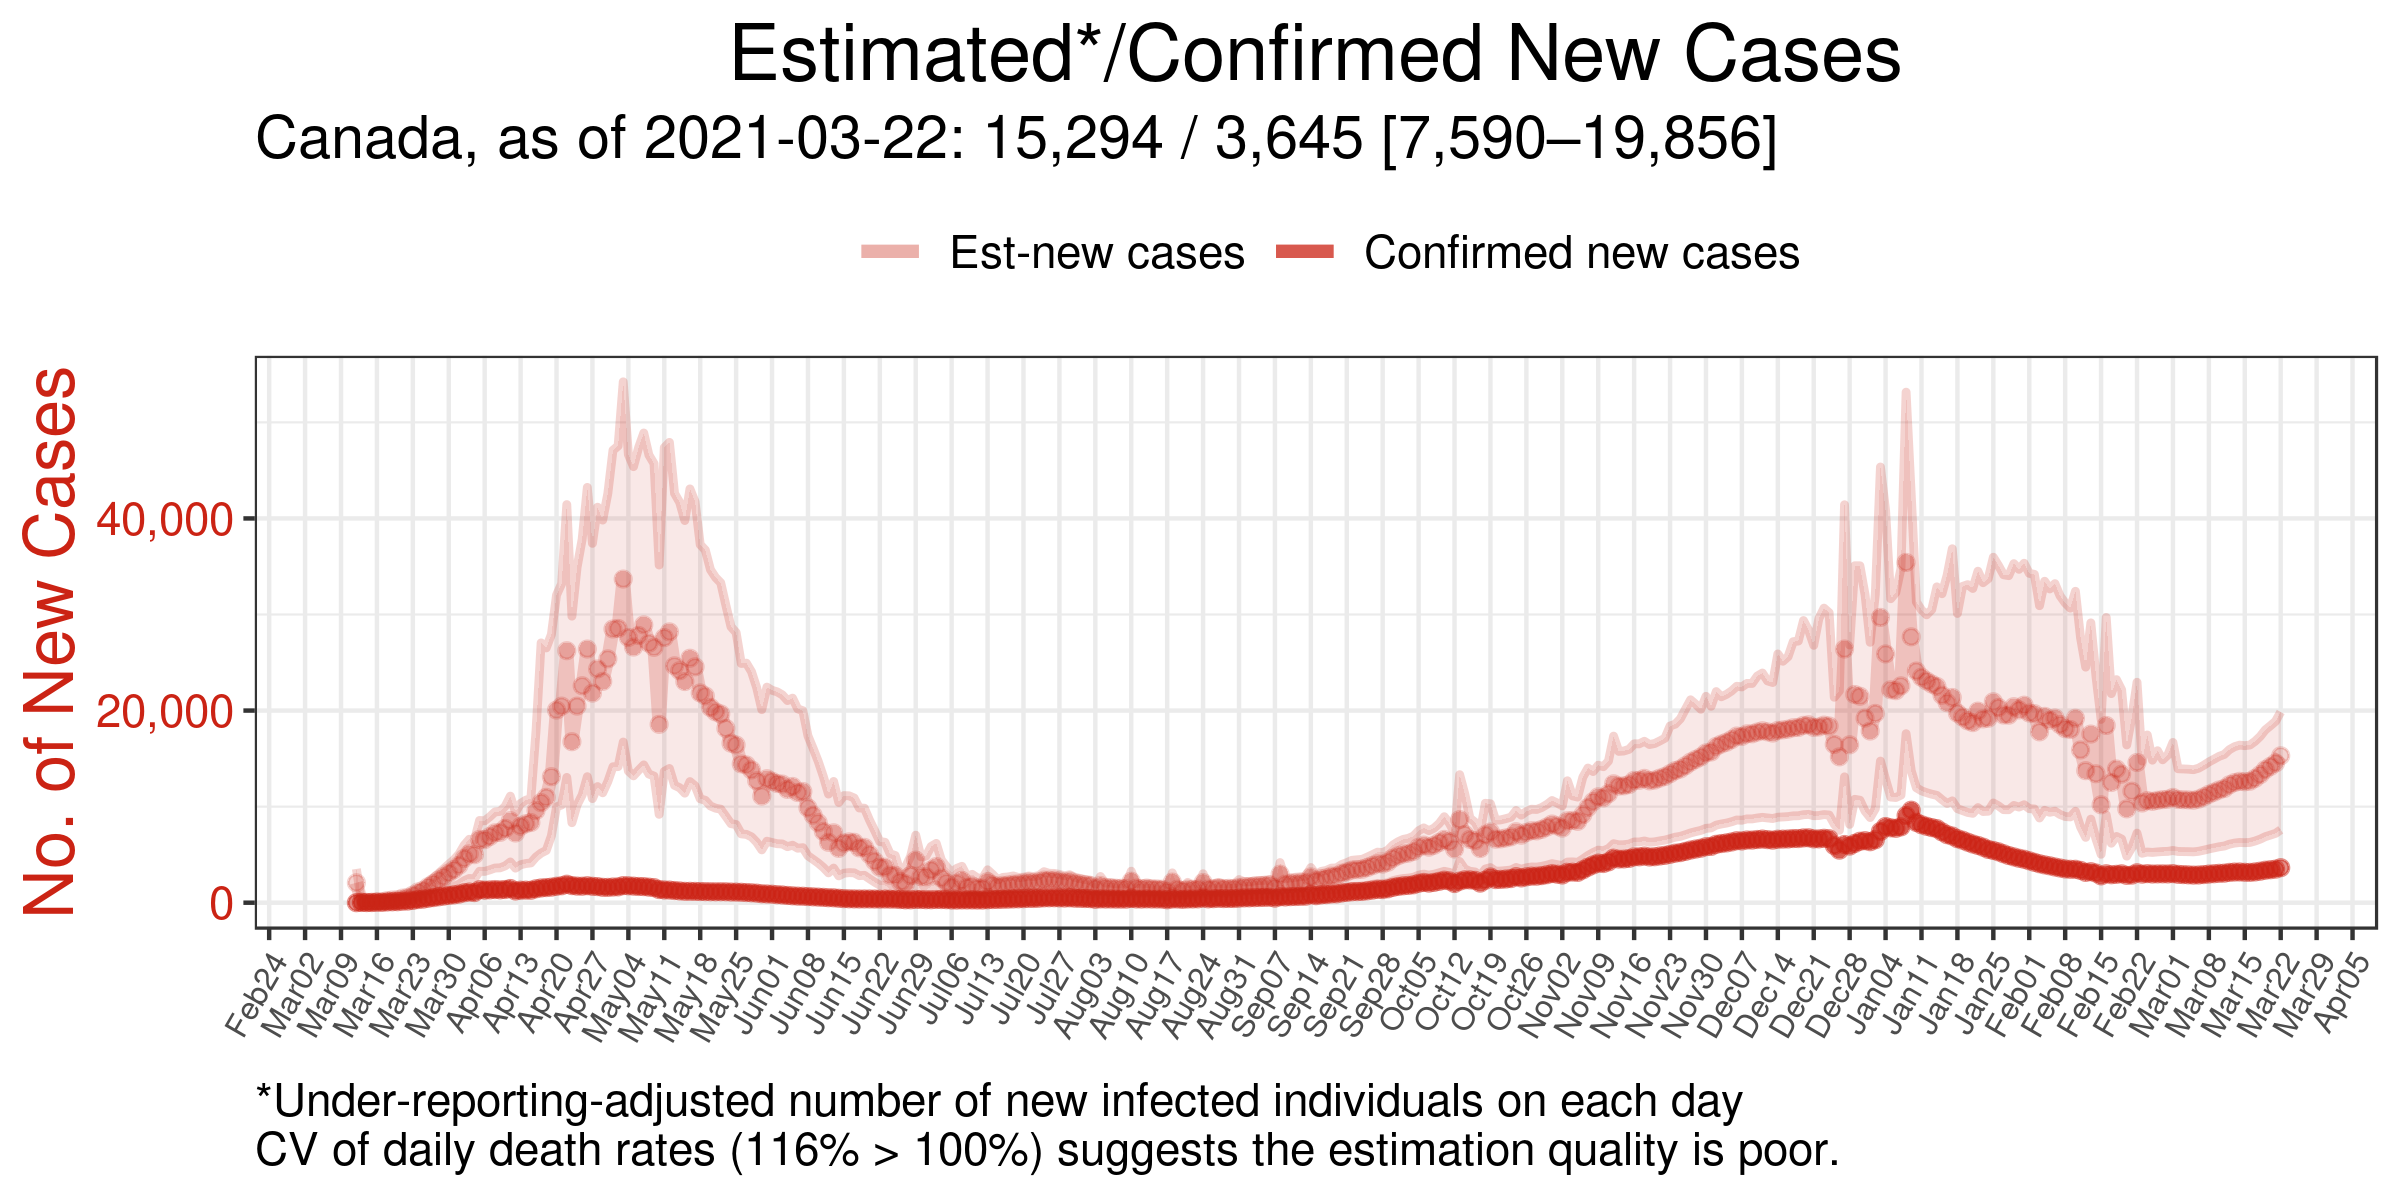 Estimated*/Confirmed New Cases
Canada, as of 2021-03-22: 15,294 / 3,645 [7,590–19,856]
Est-new cases
Confirmed new cases
No. of New Cases
40,000
20,000
0
Feb24
Mar02
Mar09
Mar16
Mar23
Mar30
Apr06
Apr13
Apr20
Apr27
May04
May11
May18
May25
Jun01
Jun08
Jun15
Jun22
Jun29
Jul06
Jul13
Jul20
Jul27
Aug03
Aug10
Aug17
Aug24
Aug31
Sep07
Sep14
Sep21
Sep28
Oct05
Oct12
Oct19
Oct26
Nov02
Nov09
Nov16
Nov23
Nov30
Dec07
Dec14
Dec21
Dec28
Jan04
Jan11
Jan18
Jan25
Feb01
Feb08
Feb15
Feb22
Mar01
Mar08
Mar15
Mar22
Mar29
Apr05
*Under-reporting-adjusted number of new infected individuals on each day
CV of daily death rates (116% > 100%) suggests the estimation quality is poor.